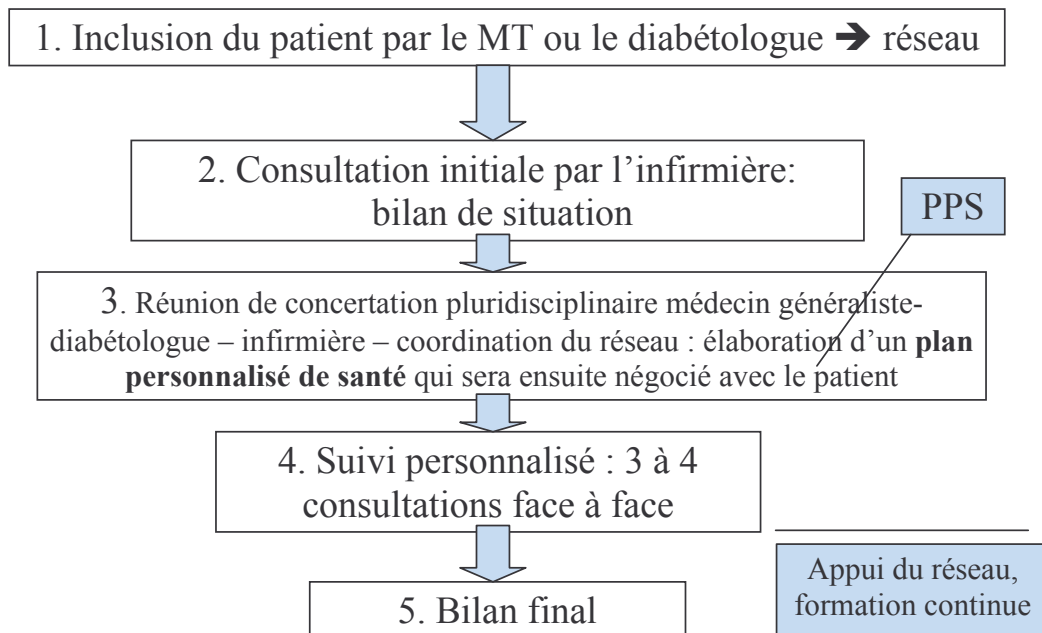 1. Inclusion du patient par le MT ou le diabétologue ➔ réseau
2. Consultation initiale par l’infirmière:
bilan de situation
PPS
3. Réunion de concertation pluridisciplinaire médecin généraliste-
diabétologue – infirmière – coordination du réseau : élaboration d’un plan
personnalisé de santé qui sera ensuite négocié avec le patient
4. Suivi personnalisé : 3 à 4
consultations face à face
Appui du réseau,
formation continue
5. Bilan final